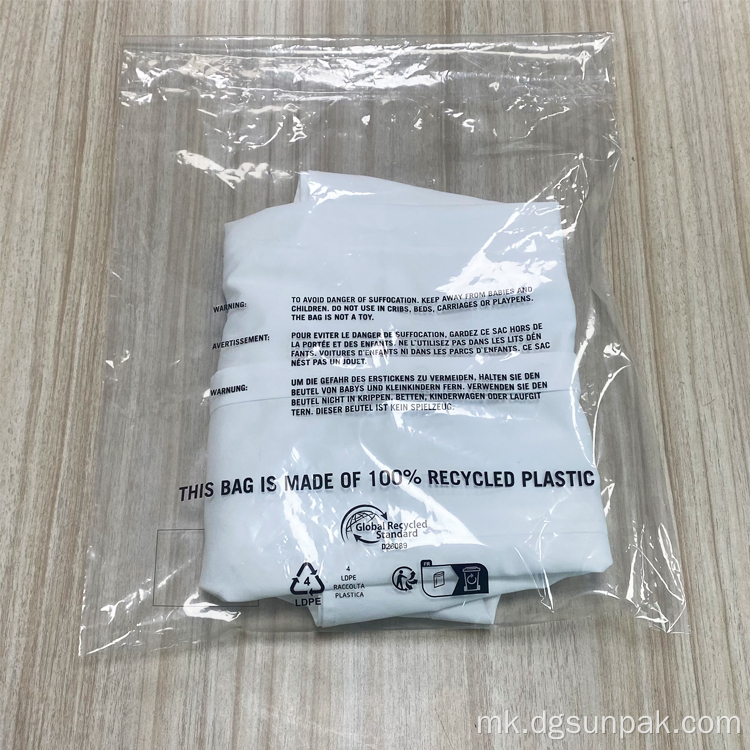 WARNING:
TO AVOID DANGER OF SUFFOCATION. KEEP AWAY FROM BABIES AND
CHILDREN. DO NOT USE IN CRIBS, BEDS, CARRIAGES OR PLAYPENS.
THE BAG IS NOT A TOY.
AVERTISSEMENT:
POUR EVITER LE DANGER DE SUFFOCATION, GARDEZ CE SAC HORS DE
LA PORTÉE ET DES ENFANTS. NE L'UTILISEZ PAS DANS LES LITS DÉN
FANTS. VOITURES D'ENFANTS NI DANS LES PARCS D'ENFANTS. CE SAC
NÉST PAS UN JOUET.
WARNUNG:
UM DIE GEFAHR DES ERSTICKENS ZU VERMEIDEN. HALTEN SIE DEN
BEUTEL VON BABYS UND KLEINKINDERN FERN. VERWENDEN SIE DEN
BEUTEL NICHT IN KRIPPEN. BETTEN, KINDERWAGEN ODER LAUFGIT
TERN. DIESER BEUTEL IST KEIN SPIELZEUG.
THIS BAG IS MADE OF 100% RECYCLED PLASTIC
Global Recycled
Standard
026089
4
LDPE
4
LDPE
RACCOLTA
PLASTICA
FR
mk.dgsunpak.com